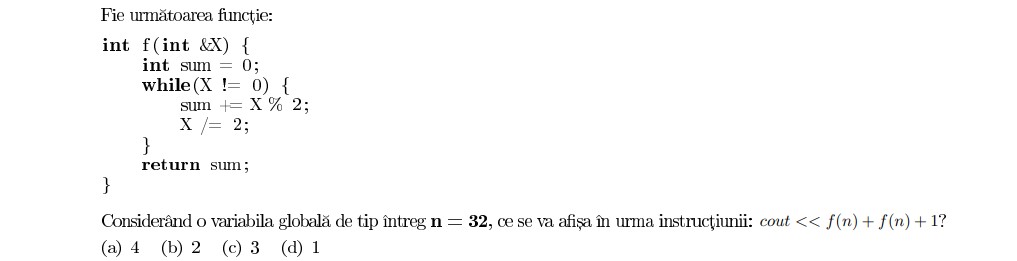 Fie următoarea funcție:
int f(int &X) {
int sum = 0;
while(X != 0) {
sum += X % 2;
X /= 2;
}
return sum;
}
Considerând o variabila globală de tip întreg n = 32, ce se va afișa în urma instrucțiunii: cout << f(n) + f(n) + 1?
(a) 4 (b) 2 (c) 3 (d) 1